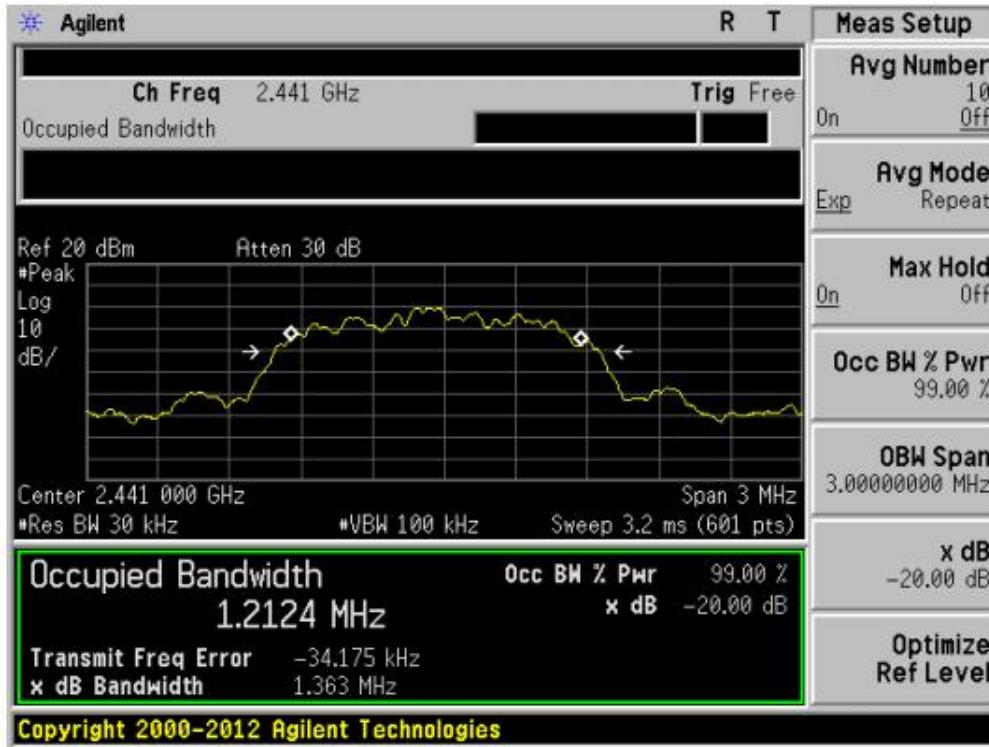 Agilent R T Meas Setup
Avg Number
10
On Off
Ch Freq 2.441 GHz Trig Free
Occupied Bandwidth
Avg Mode
Exp Repeat
Ref 20 dBm Atten 30 dB
#Peak
Log
10
dB/
Max Hold
On Off
Occ BW % Pwr
99.00 %
OBW Span
3.00000000 MHz
Center 2.441 000 GHz Span 3 MHz
#Res BW 30 kHz #VBW 100 kHz Sweep 3.2 ms (601 pts)
x dB
-20.00 dB
Occupied Bandwidth Occ BW % Pwr 99.00 %
1.2124 MHz x dB -20.00 dB
Transmit Freq Error -34.175 kHz
x dB Bandwidth 1.363 MHz
Optimize
Ref Level
Copyright 2000-2012 Agilent Technologies